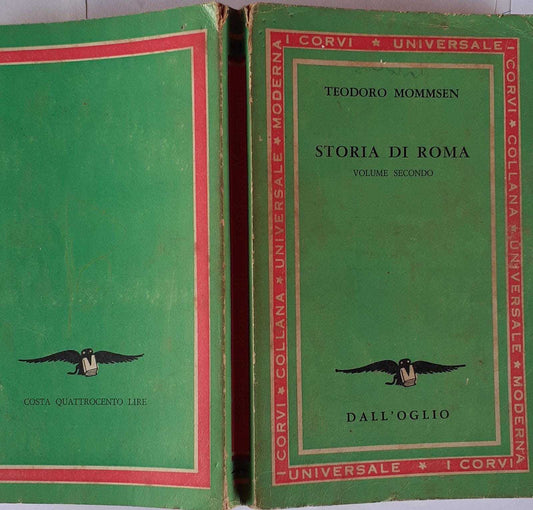 COSTA QUATTROCENTO LIRE
I CORVI ★ UNIVERSALE
I CORVI ★ COLLANA ★ UNIVERSALE ★ MODERNA
UNIVERSALE ★ I CORVI
I CORVI ★ COLLANA ★ UNIVERSALE ★ MODERNA
TEODORO MOMMSEN
STORIA DI ROMA
VOLUME SECONDO
DALL'OGLIO